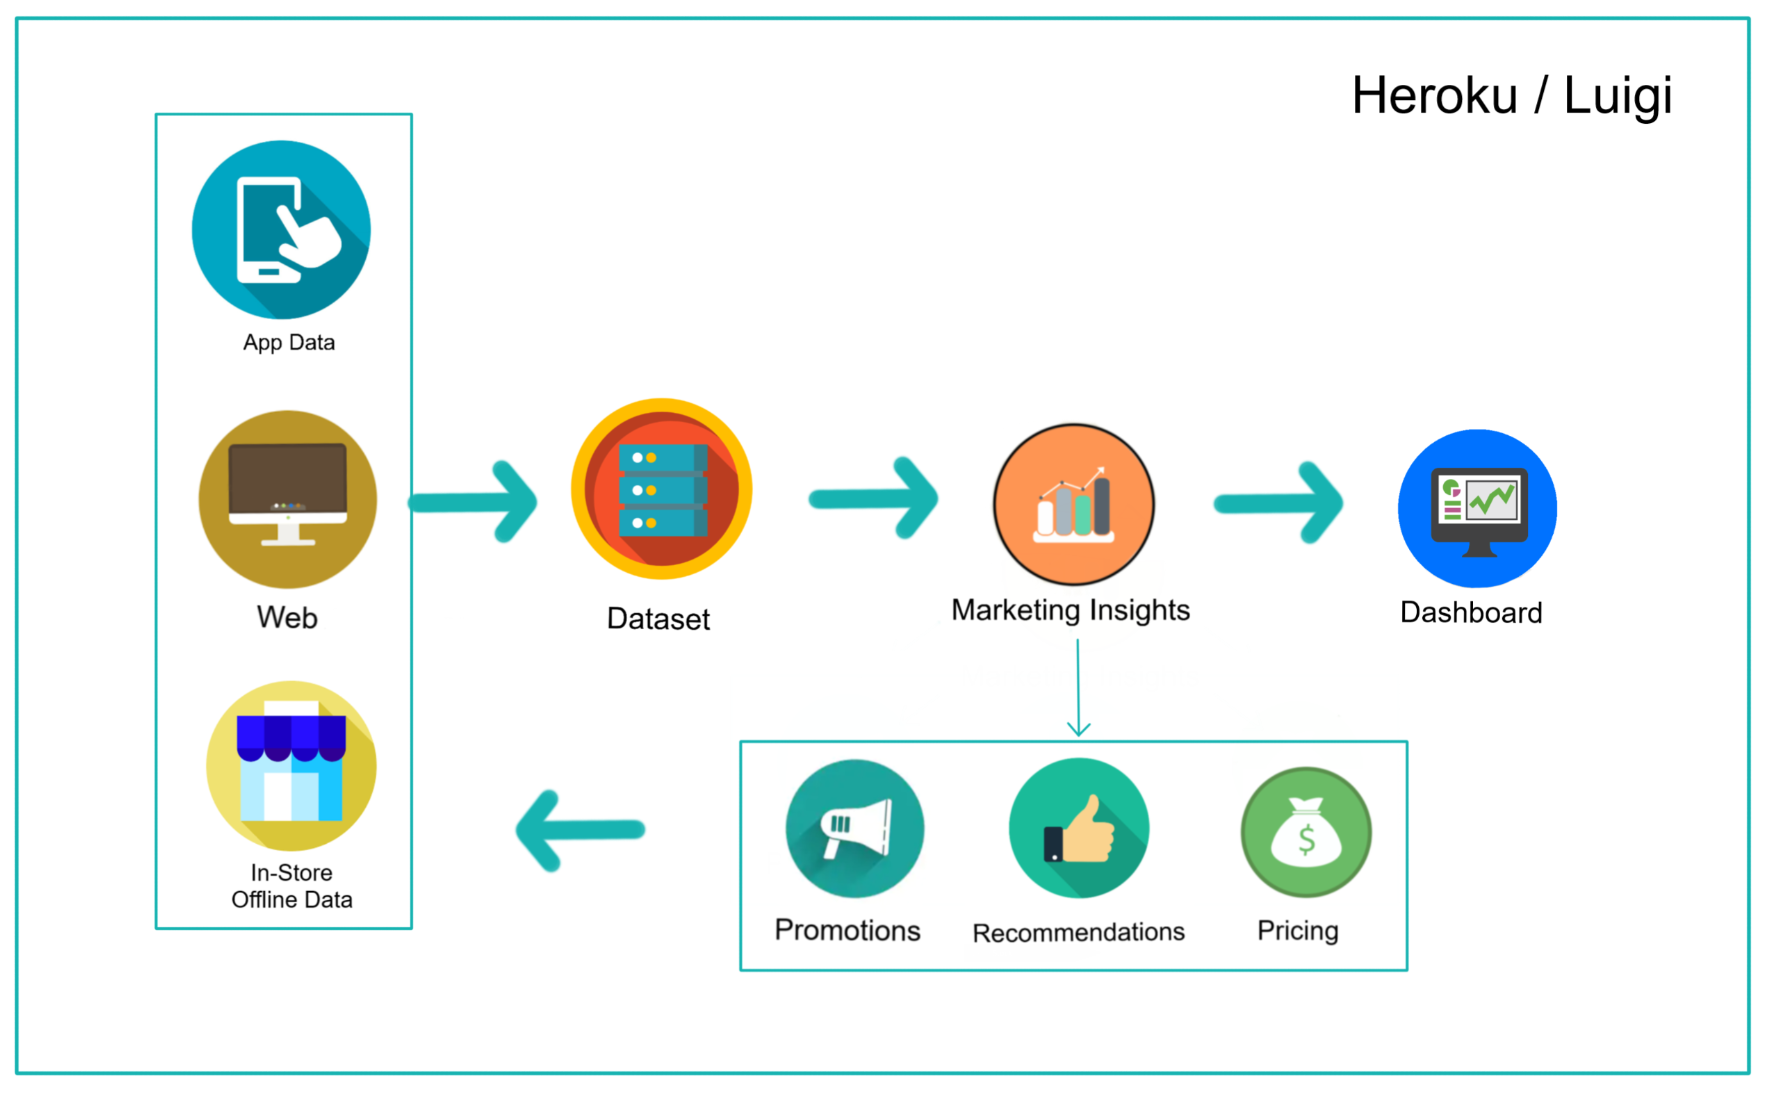 Heroku / Luigi
App Data
Web
In-Store
Offline Data
Dataset
Marketing Insights
Dashboard
Promotions
Recommendations
Pricing
$